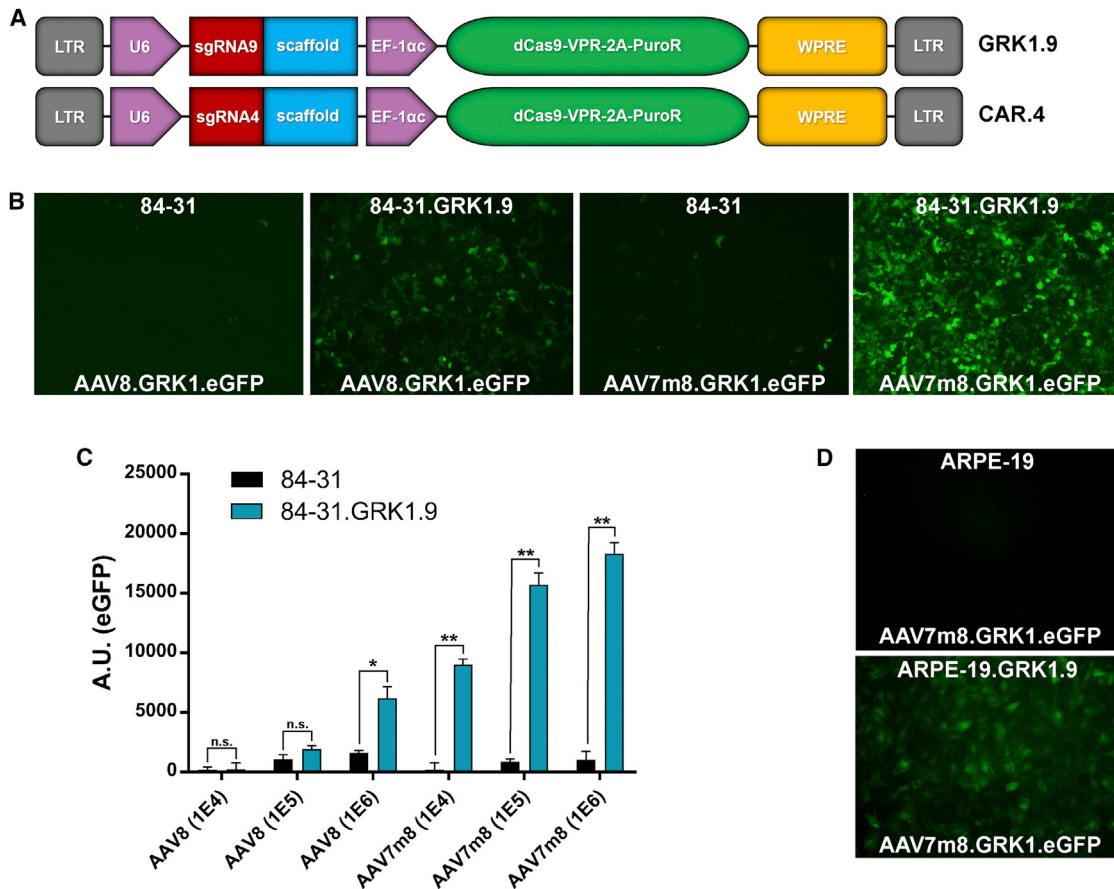 A
LTR U6 sgRNA9 scaffold EF-1αc dCas9-VPR-2A-PuroR WPRE LTR GRK1.9
LTR U6 sgRNA4 scaffold EF-1αc dCas9-VPR-2A-PuroR WPRE LTR CAR.4
B
84-31 84-31.GRK1.9 84-31 84-31.GRK1.9
AAV8.GRK1.eGFP AAV8.GRK1.eGFP AAV7m8.GRK1.eGFP AAV7m8.GRK1.eGFP
C
A.U. (eGFP)
25000
20000
15000
10000
5000
0
84-31
84-31.GRK1.9
n.s. n.s. * ** ** **
AAV8 (1E4) AAV8 (1E5) AAV8 (1E6) AAV7m8 (1E4) AAV7m8 (1E5) AAV7m8 (1E6)
D
ARPE-19
AAV7m8.GRK1.eGFP
ARPE-19.GRK1.9
AAV7m8.GRK1.eGFP